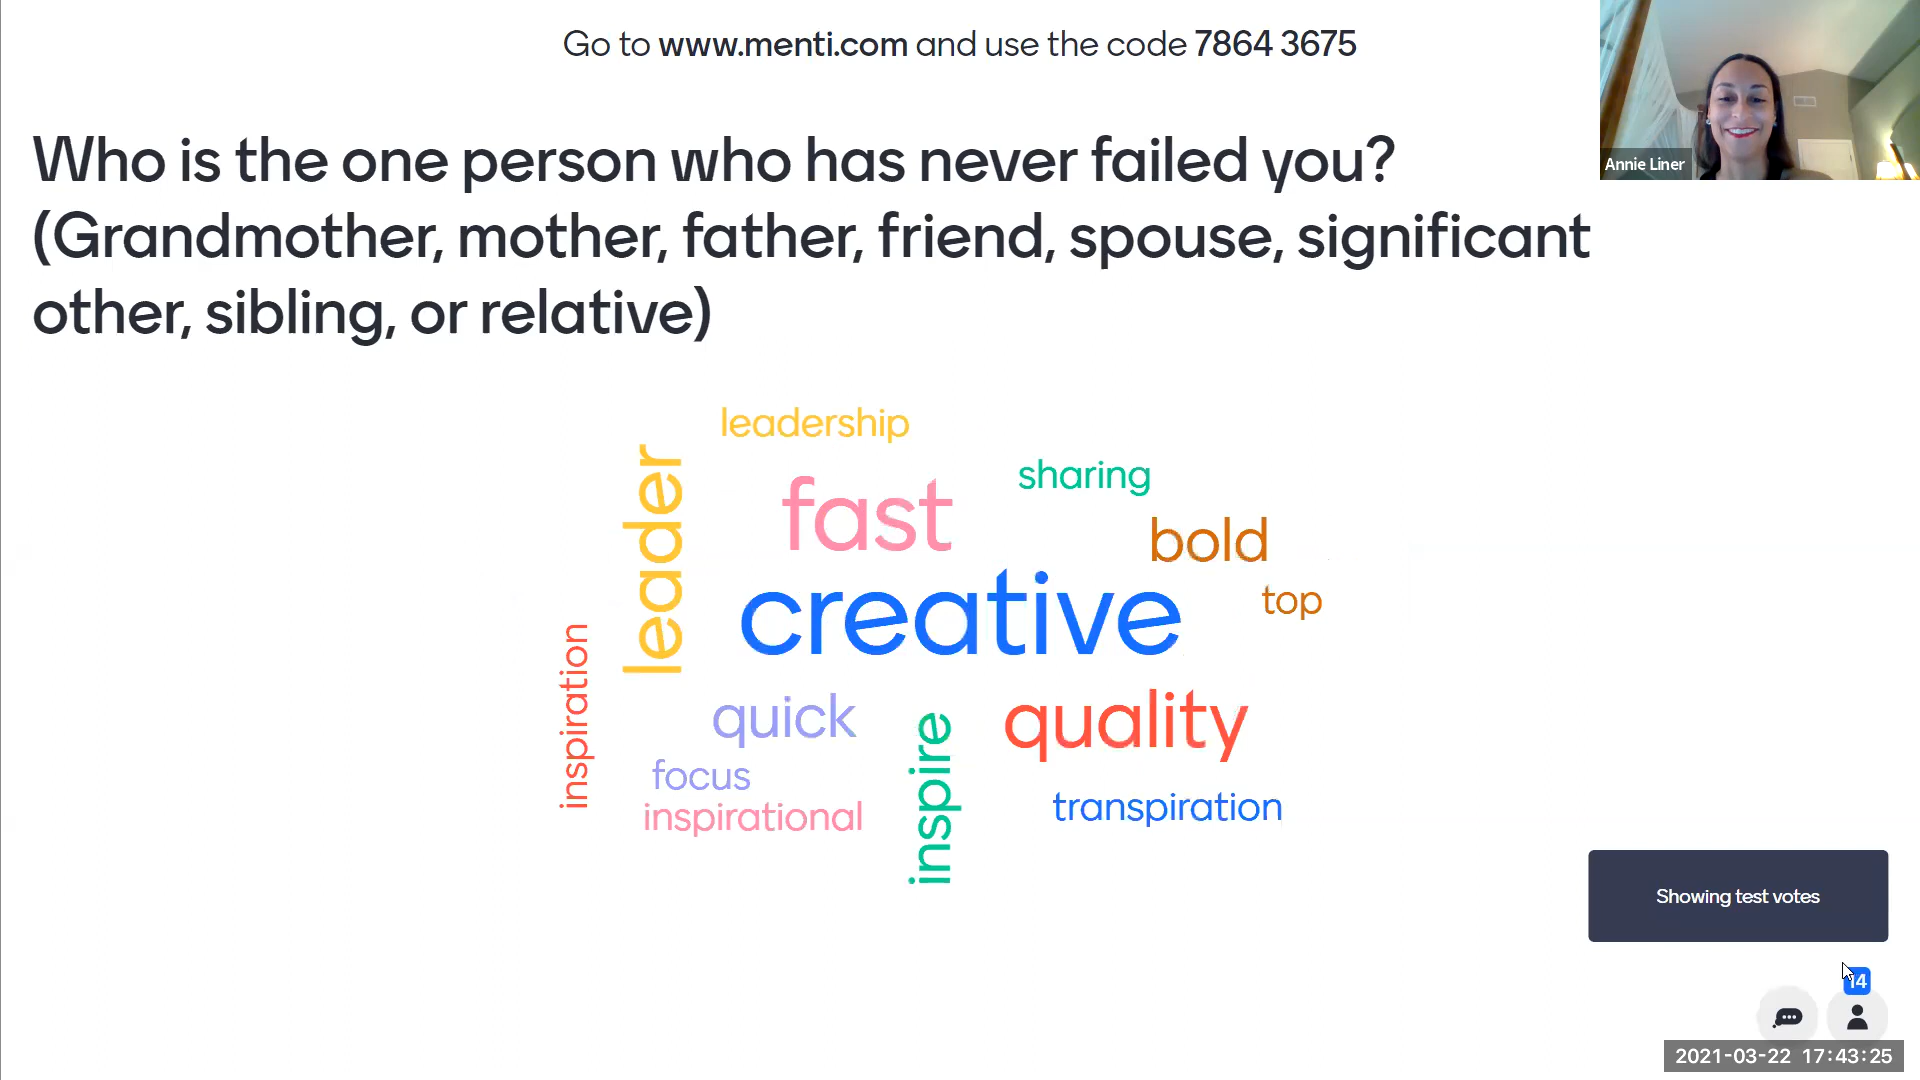 Go to www.menti.com and use the code 7864 3675
Annie Liner
Who is the one person who has never failed you?
(Grandmother, mother, father, friend, spouse, significant
other, sibling, or relative)
leadership
leader
fast
sharing
bold
creative
top
inspiration
quick
quality
inspire
focus
inspirational
transpiration
Showing test votes
14
2021-03-22 17:43:25